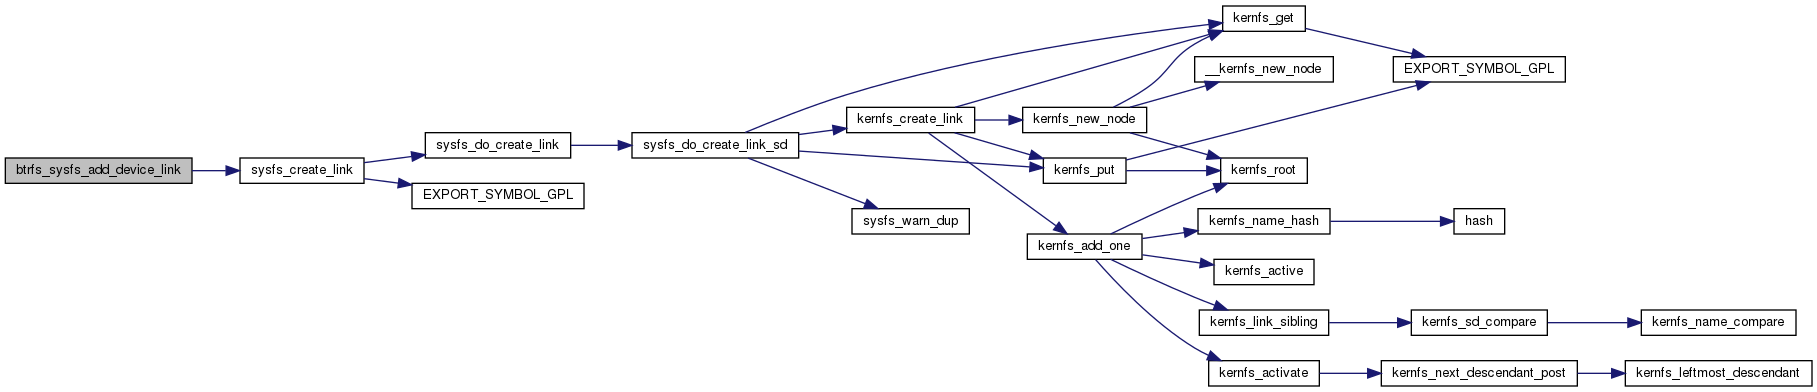 btrfs_sysfs_add_device_link
sysfs_create_link
sysfs_do_create_link
EXPORT_SYMBOL_GPL
sysfs_do_create_link_sd
kernfs_create_link
sysfs_warn_dup
kernfs_new_node
kernfs_put
kernfs_add_one
kernfs_get
__kernfs_new_node
kernfs_root
kernfs_name_hash
kernfs_active
kernfs_link_sibling
kernfs_activate
EXPORT_SYMBOL_GPL
hash
kernfs_sd_compare
kernfs_next_descendant_post
kernfs_name_compare
kernfs_leftmost_descendant